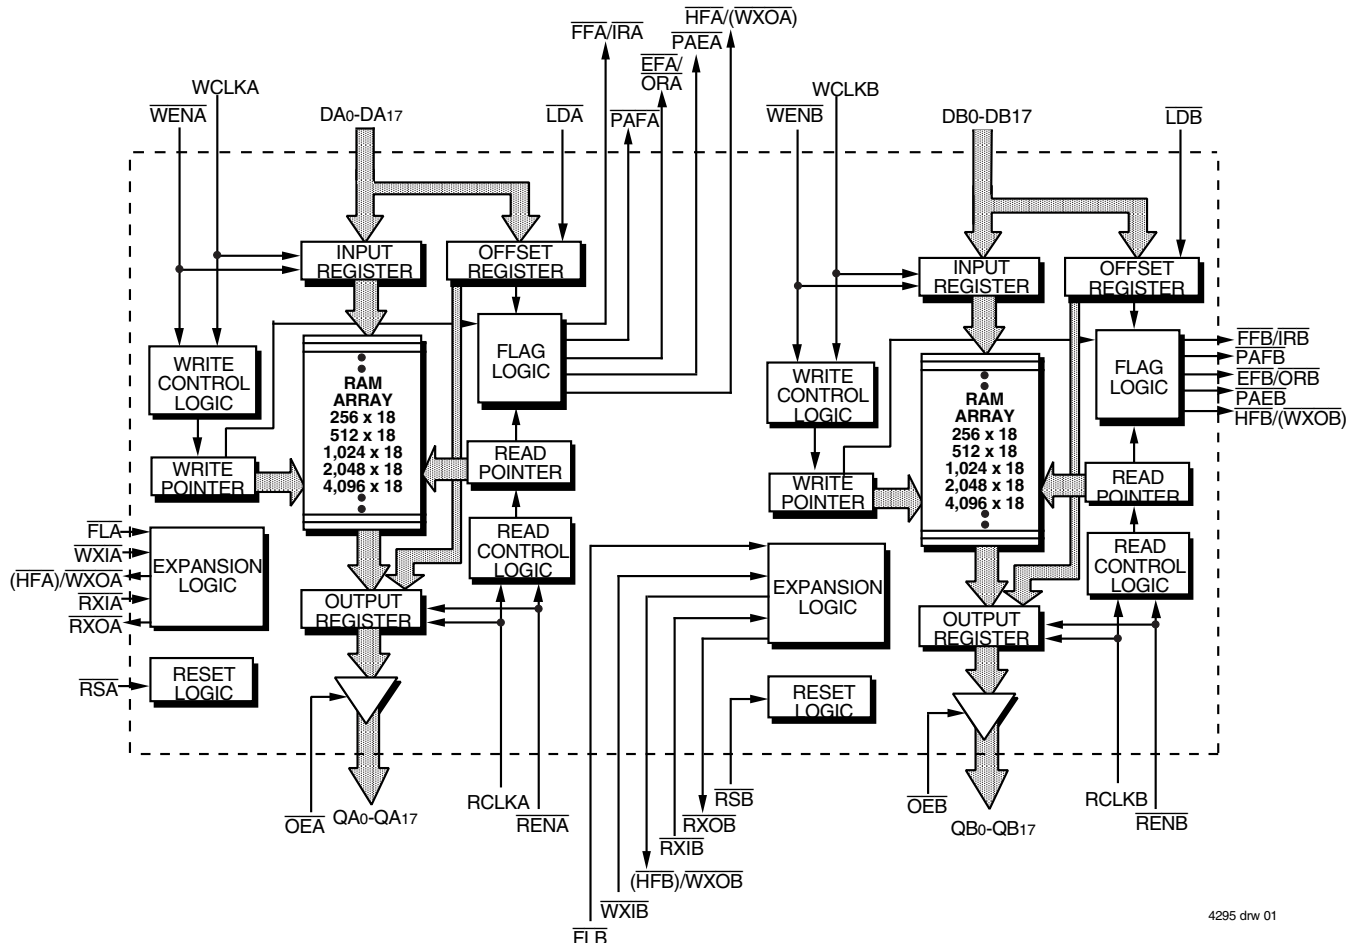 HFA/(WXOA)
FFA/IRA
PAEA
EFA/
ORA
WCLKA
WCLKB
WENA
DA0-DA17
LDA
PAFA
WENB
DB0-DB17
LDB
INPUT
REGISTER
OFFSET
REGISTER
INPUT
REGISTER
OFFSET
REGISTER
WRITE
CONTROL
LOGIC
RAM
ARRAY
256 x 18
512 x 18
1,024 x 18
2,048 x 18
4,096 x 18
FLAG
LOGIC
WRITE
CONTROL
LOGIC
RAM
ARRAY
256 x 18
512 x 18
1,024 x 18
2,048 x 18
4,096 x 18
FLAG
LOGIC
FFB/IRB
PAFB
EFB/ORB
PAEB
HFB/(WXOB)
WRITE
POINTER
READ
POINTER
WRITE
POINTER
READ
POINTER
FLA
WXIA
(HFA)/WXOA
RXIA
RXOA
EXPANSION
LOGIC
READ
CONTROL
LOGIC
EXPANSION
LOGIC
READ
CONTROL
LOGIC
OUTPUT
REGISTER
OUTPUT
REGISTER
RSA
RESET
LOGIC
RESET
LOGIC
OEA
QA0-QA17
RCLKA
RENA
RSB
RXOB
RXIB
(HFB)/WXOB
WXIB
FLB
OEB
QB0-QB17
RCLKB
RENB
4295 drw 01